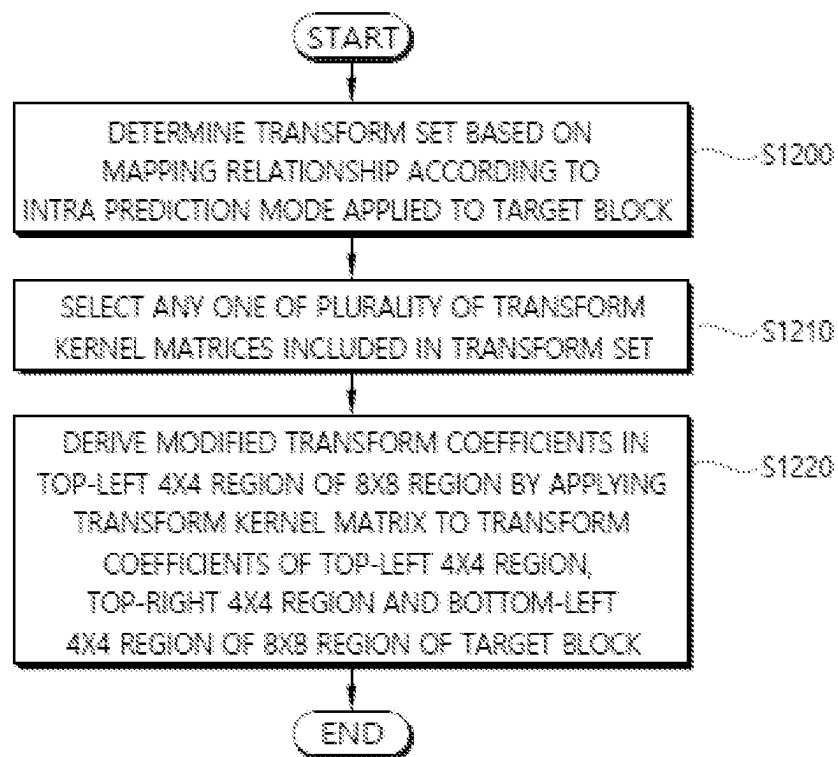 START
DETERMINE TRANSFORM SET BASED ON
MAPPING RELATIONSHIP ACCORDING TO
INTRA PREDICTION MODE APPLIED TO TARGET BLOCK
S1200
SELECT ANY ONE OF PLURALITY OF TRANSFORM
KERNEL MATRICES INCLUDED IN TRANSFORM SET
S1210
DERIVE MODIFIED TRANSFORM COEFFICIENTS IN
TOP-LEFT 4X4 REGION OF 8X8 REGION BY APPLYING
TRANSFORM KERNEL MATRIX TO TRANSFORM
COEFFICIENTS OF TOP-LEFT 4X4 REGION,
TOP-RIGHT 4X4 REGION AND BOTTOM-LEFT
4X4 REGION OF 8X8 REGION OF TARGET BLOCK
S1220
END